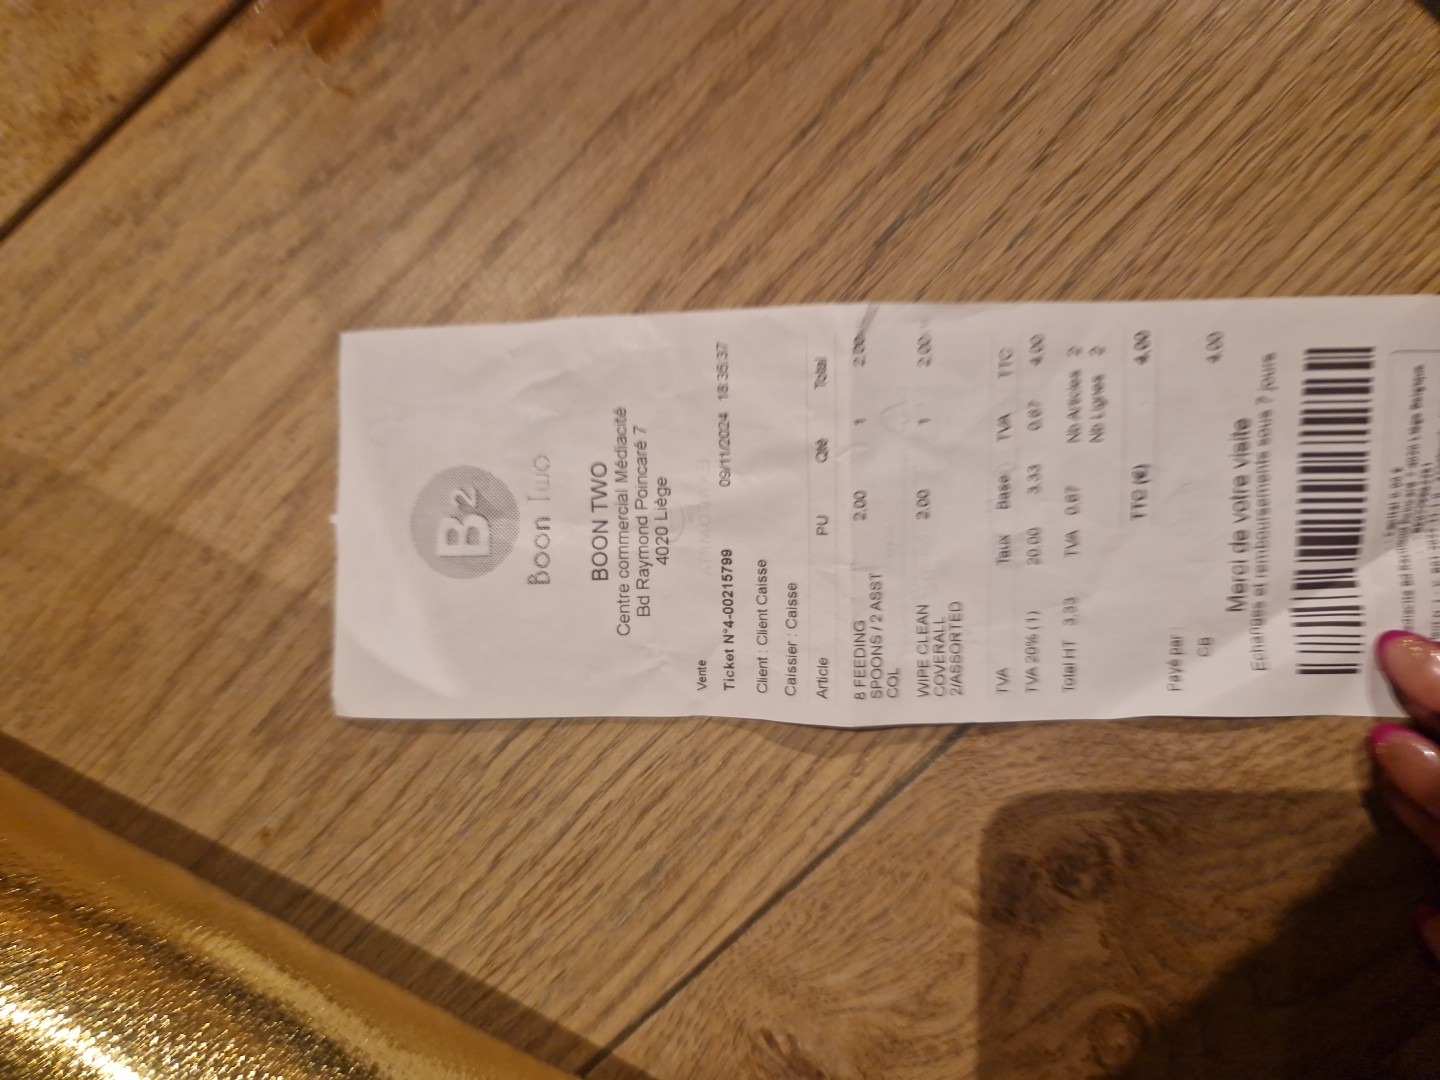 B2
Boon Two
BOON TWO
Centre commercial Médiacité
Bd Raymond Poincaré 7
4020 Liège
Vente
Ticket N°4-00215799 09/11/2024 18:35:37
Client : Client Caisse
Caissier : Caisse
Article PU Qté Total
8 FEEDING 2.00 1 2.00
SPOONS / 2 ASST
COL
WIPE CLEAN 2.00 1 2.00
COVERALL
2/ASSORTED
TVA Taux Base TVA TTC
TVA 20% (1) 20.00 3.33 0.67 4.00
Total HT 3.33 TVA 0.67 Nb Articles 2
Nb Lignes 2
TTC (€) 4.00
Payé par :
CB 4.00
Merci de votre visite
Echanges et remboursements sous 7 jours